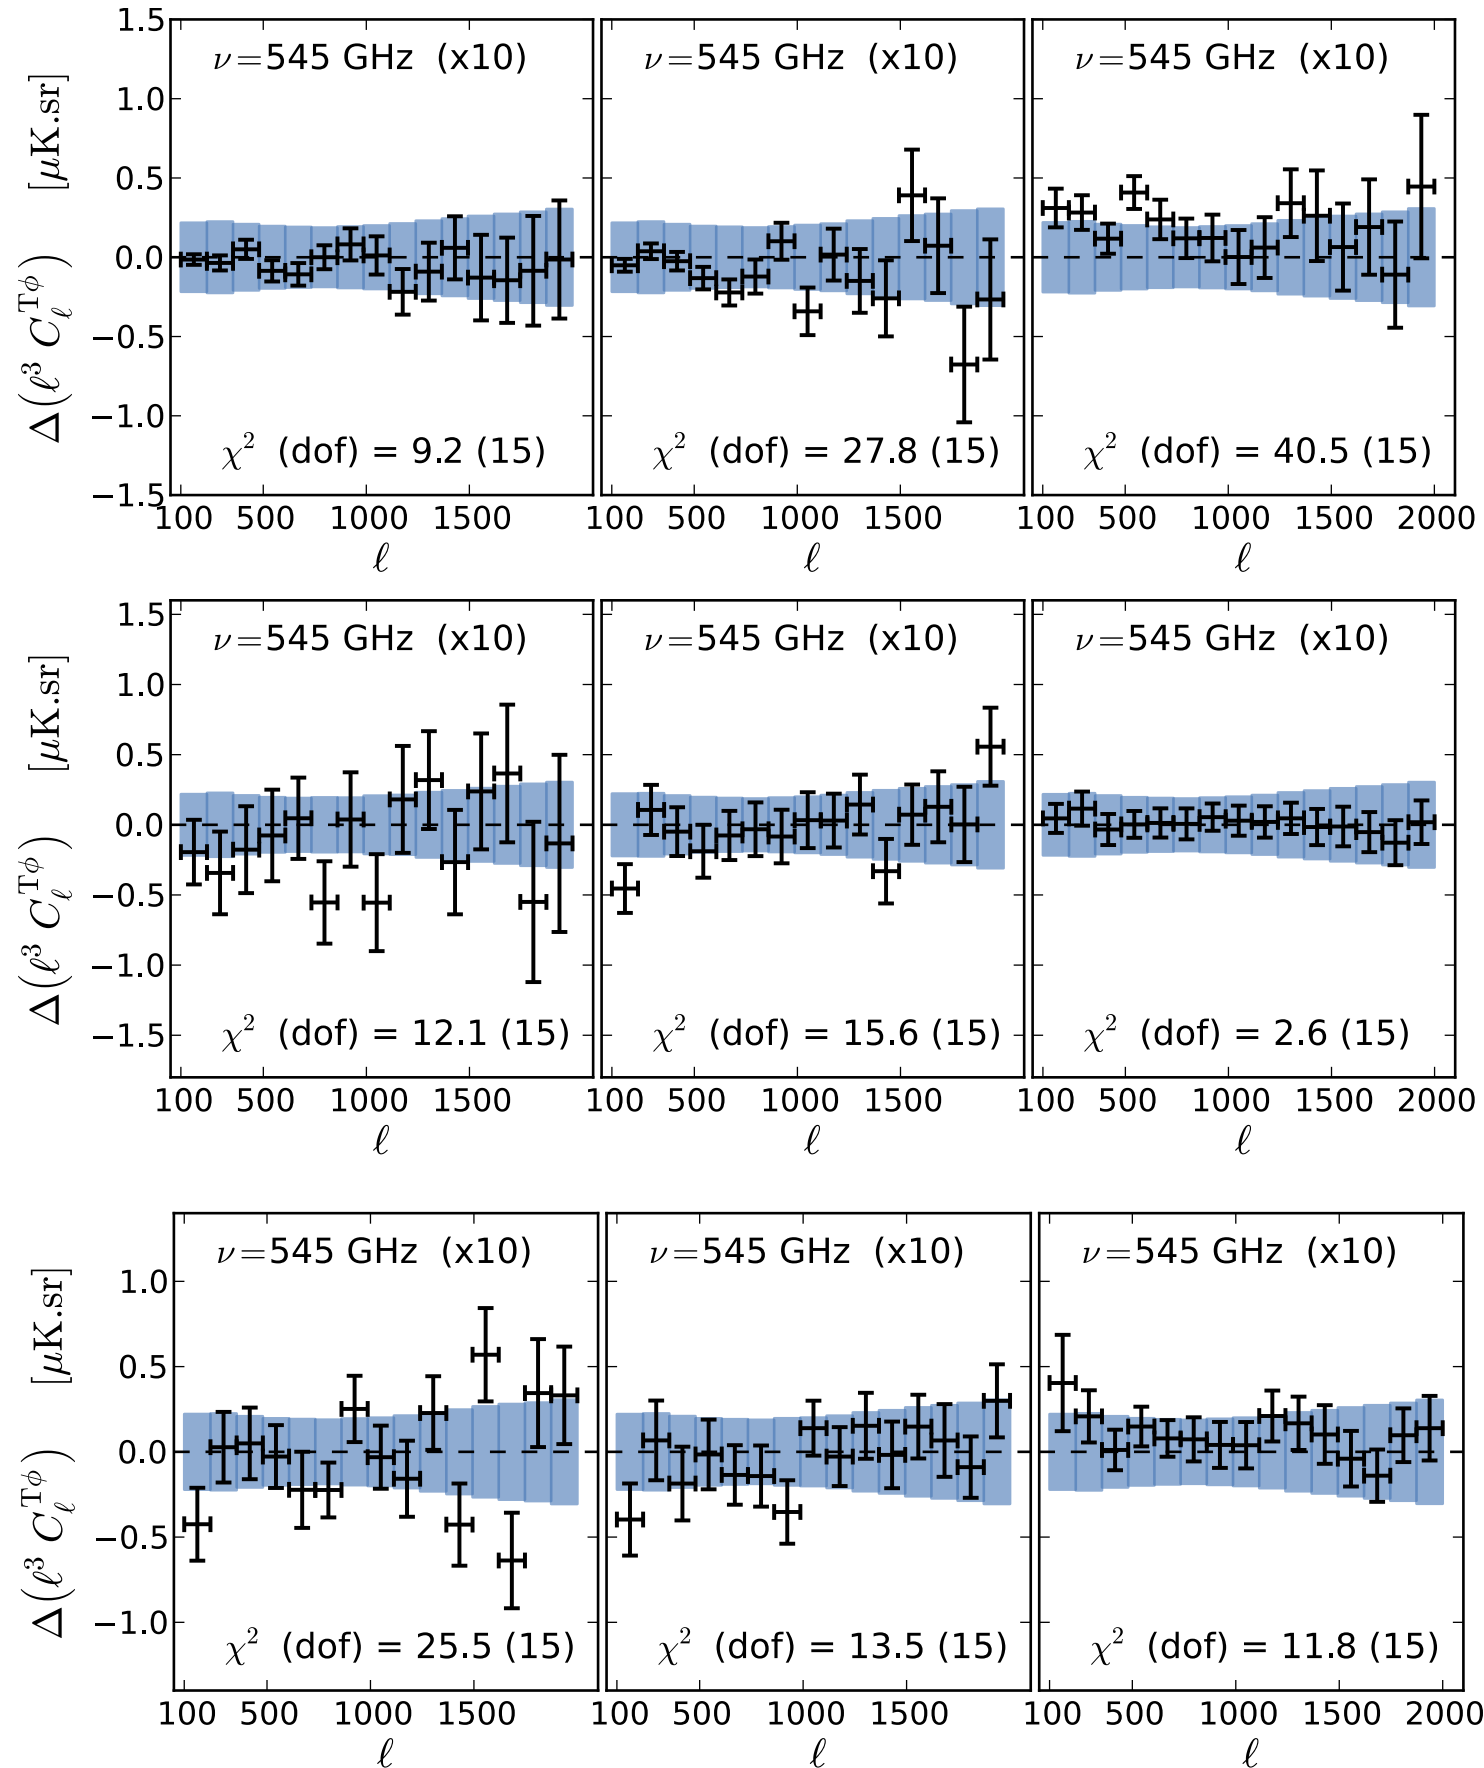 ν=545 GHz (x10) ν=545 GHz (x10) ν=545 GHz (x10)
Δ(ℓ³ C_ℓ^{Tϕ}) [μK.sr]
1.5
1.0
0.5
0.0
−0.5
−1.0
−1.5
χ² (dof) = 9.2 (15) χ² (dof) = 27.8 (15) χ² (dof) = 40.5 (15)
100 500 1000 1500 100 500 1000 1500 100 500 1000 1500 2000
ℓ ℓ ℓ
ν=545 GHz (x10) ν=545 GHz (x10) ν=545 GHz (x10)
Δ(ℓ³ C_ℓ^{Tϕ}) [μK.sr]
1.5
1.0
0.5
0.0
−0.5
−1.0
−1.5
χ² (dof) = 12.1 (15) χ² (dof) = 15.6 (15) χ² (dof) = 2.6 (15)
100 500 1000 1500 100 500 1000 1500 100 500 1000 1500 2000
ℓ ℓ ℓ
ν=545 GHz (x10) ν=545 GHz (x10) ν=545 GHz (x10)
Δ(ℓ³ C_ℓ^{Tϕ}) [μK.sr]
1.0
0.5
0.0
−0.5
−1.0
χ² (dof) = 25.5 (15) χ² (dof) = 13.5 (15) χ² (dof) = 11.8 (15)
100 500 1000 1500 100 500 1000 1500 100 500 1000 1500 2000
ℓ ℓ ℓ